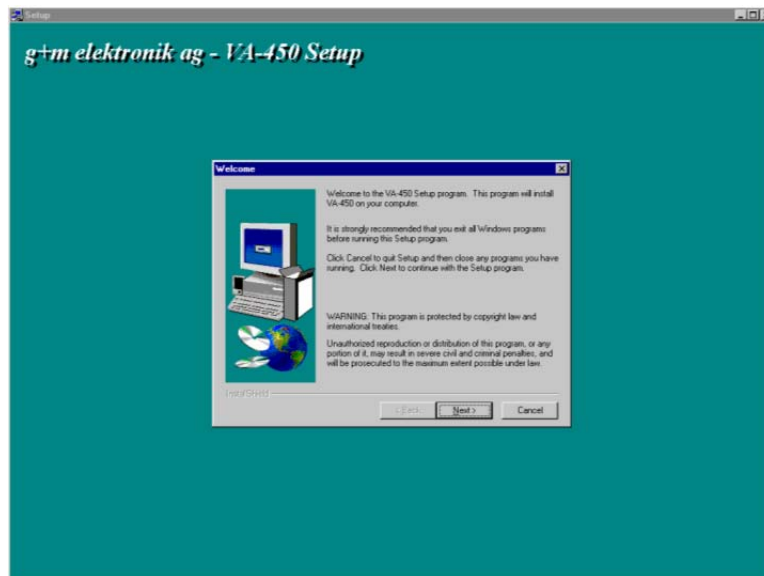 Setup
g+m elektronik ag - VA-450 Setup
Welcome
Welcome to the VA-450 Setup program. This program will install
VA-450 on your computer.
It is strongly recommended that you exit all Windows programs
before running this Setup program.
Click Cancel to quit Setup and then close any programs you have
running. Click Next to continue with the Setup program.
WARNING: This program is protected by copyright law and
international treaties.
Unauthorized reproduction or distribution of this program, or any
portion of it, may result in severe civil and criminal penalties, and
will be prosecuted to the maximum extent possible under law.
InstallShield
< Back Next > Cancel